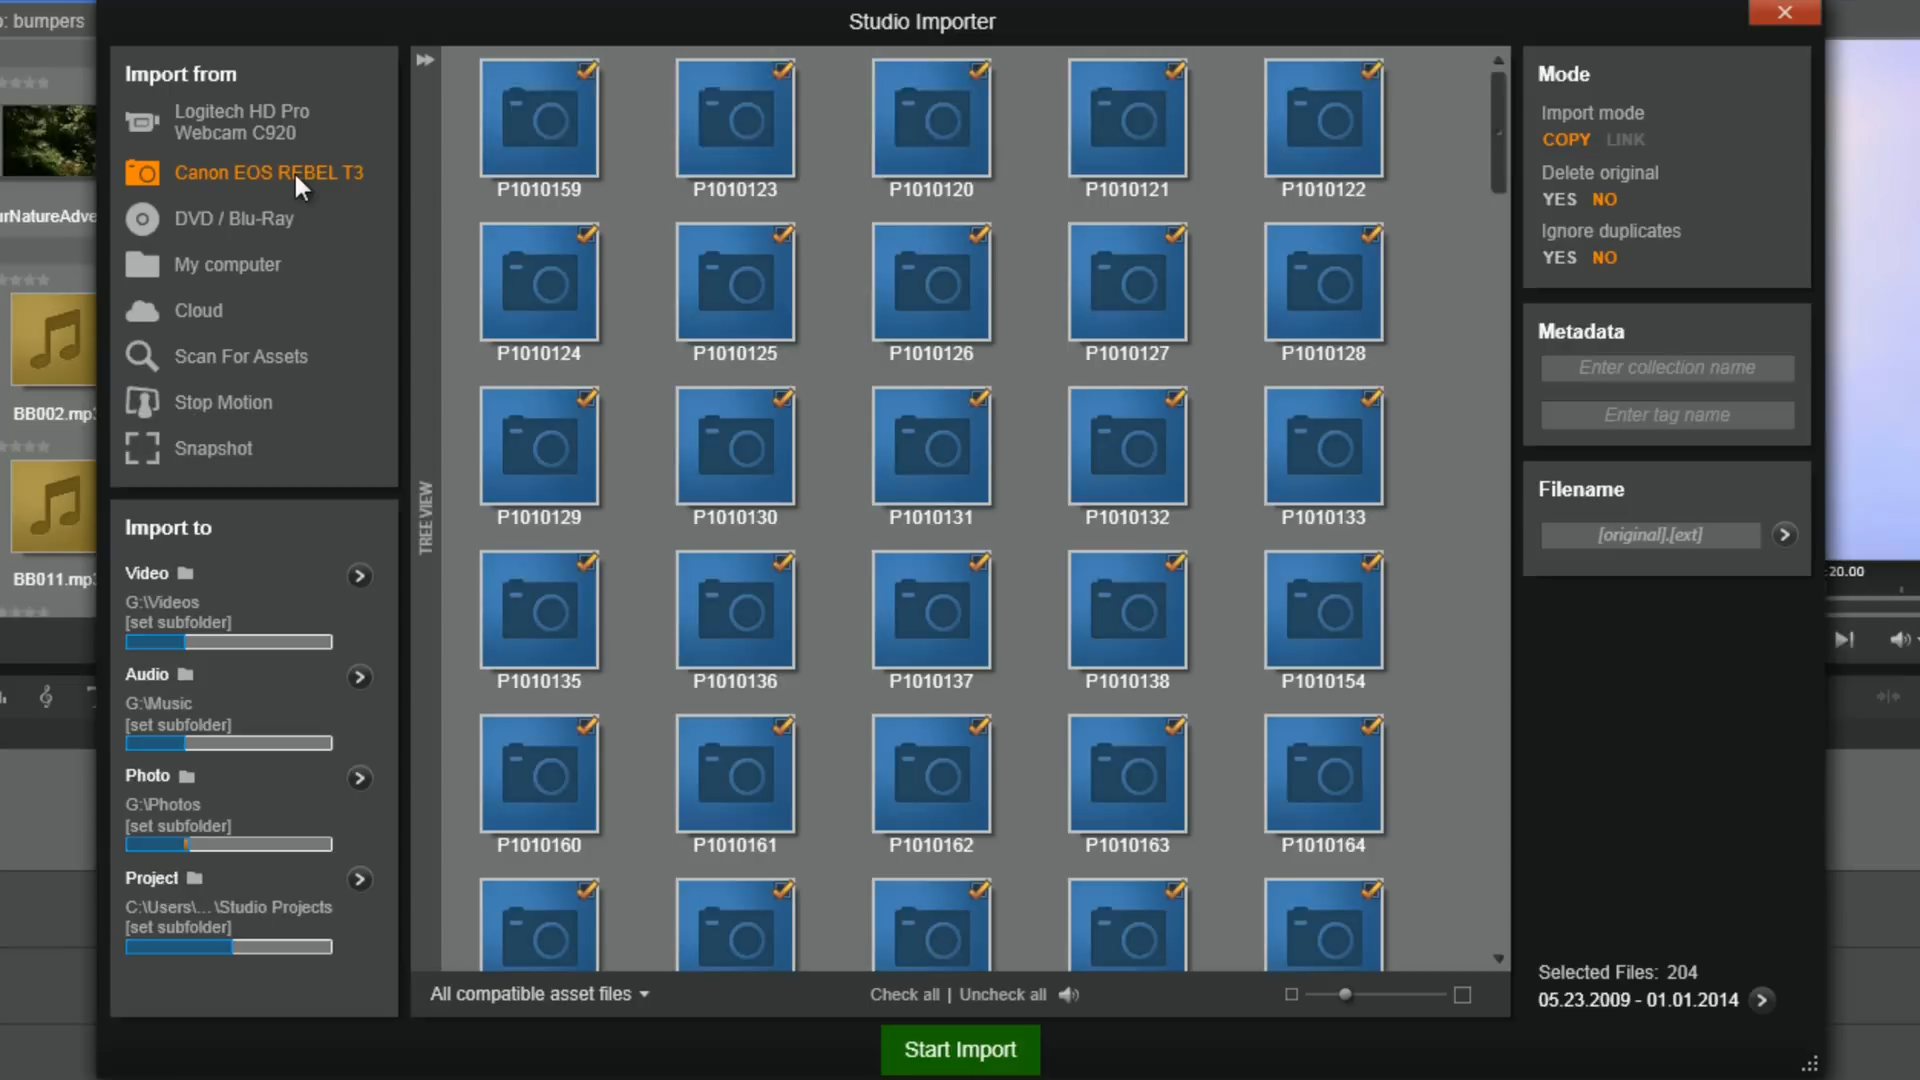 : bumpers
Studio Importer
Import from
Logitech HD Pro
Webcam C920
Canon EOS REBEL T3
DVD / Blu-Ray
My computer
Cloud
Scan For Assets
Stop Motion
Snapshot
Import to
Video
G:\Videos
[set subfolder]
Audio
G:\Music
[set subfolder]
Photo
G:\Photos
[set subfolder]
Project
C:\Users\... \Studio Projects
[set subfolder]
urNatureAdve
BB002.mp3
BB011.mp3
TREE VIEW
P1010159 P1010123 P1010120 P1010121 P1010122
P1010124 P1010125 P1010126 P1010127 P1010128
P1010129 P1010130 P1010131 P1010132 P1010133
P1010135 P1010136 P1010137 P1010138 P1010154
P1010160 P1010161 P1010162 P1010163 P1010164
All compatible asset files
Check all | Uncheck all
Start Import
Mode
Import mode
COPY LINK
Delete original
YES NO
Ignore duplicates
YES NO
Metadata
Enter collection name
Enter tag name
Filename
[original].[ext]
:20.00
Selected Files: 204
05.23.2009 - 01.01.2014